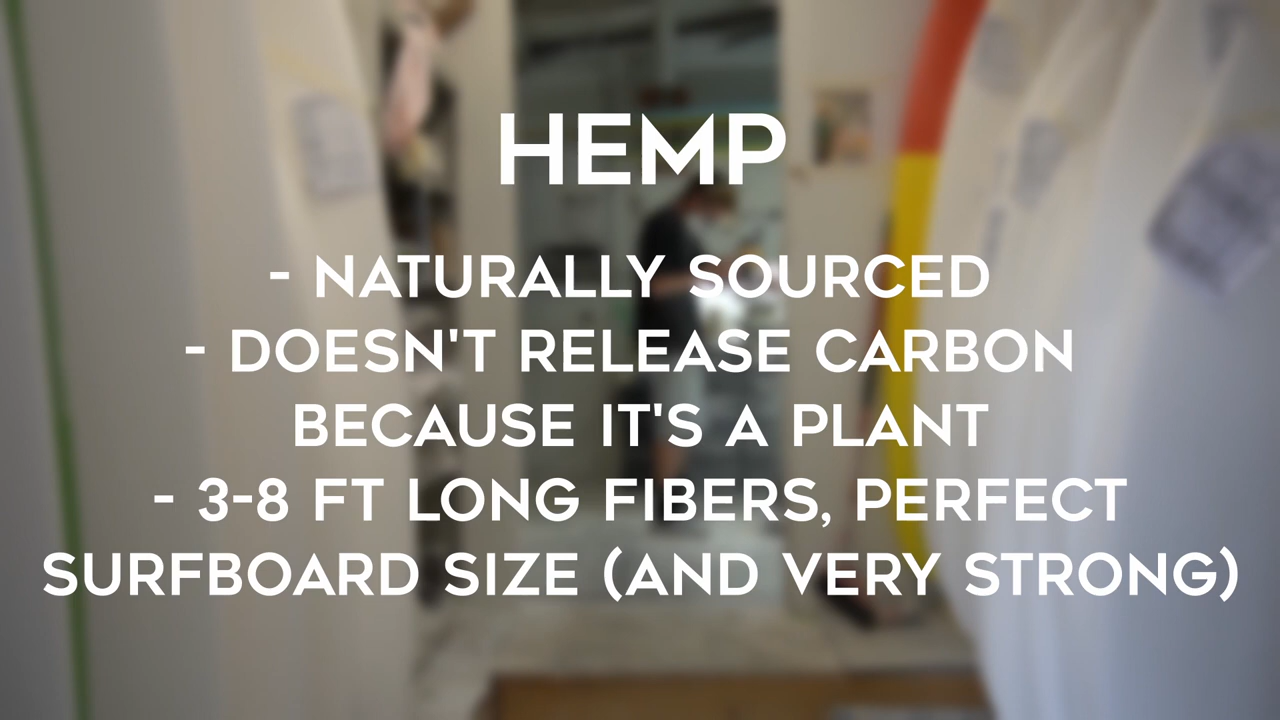 HEMP
- NATURALLY SOURCED
- DOESN'T RELEASE CARBON
BECAUSE IT'S A PLANT
- 3-8 FT LONG FIBERS, PERFECT
SURFBOARD SIZE (AND VERY STRONG)